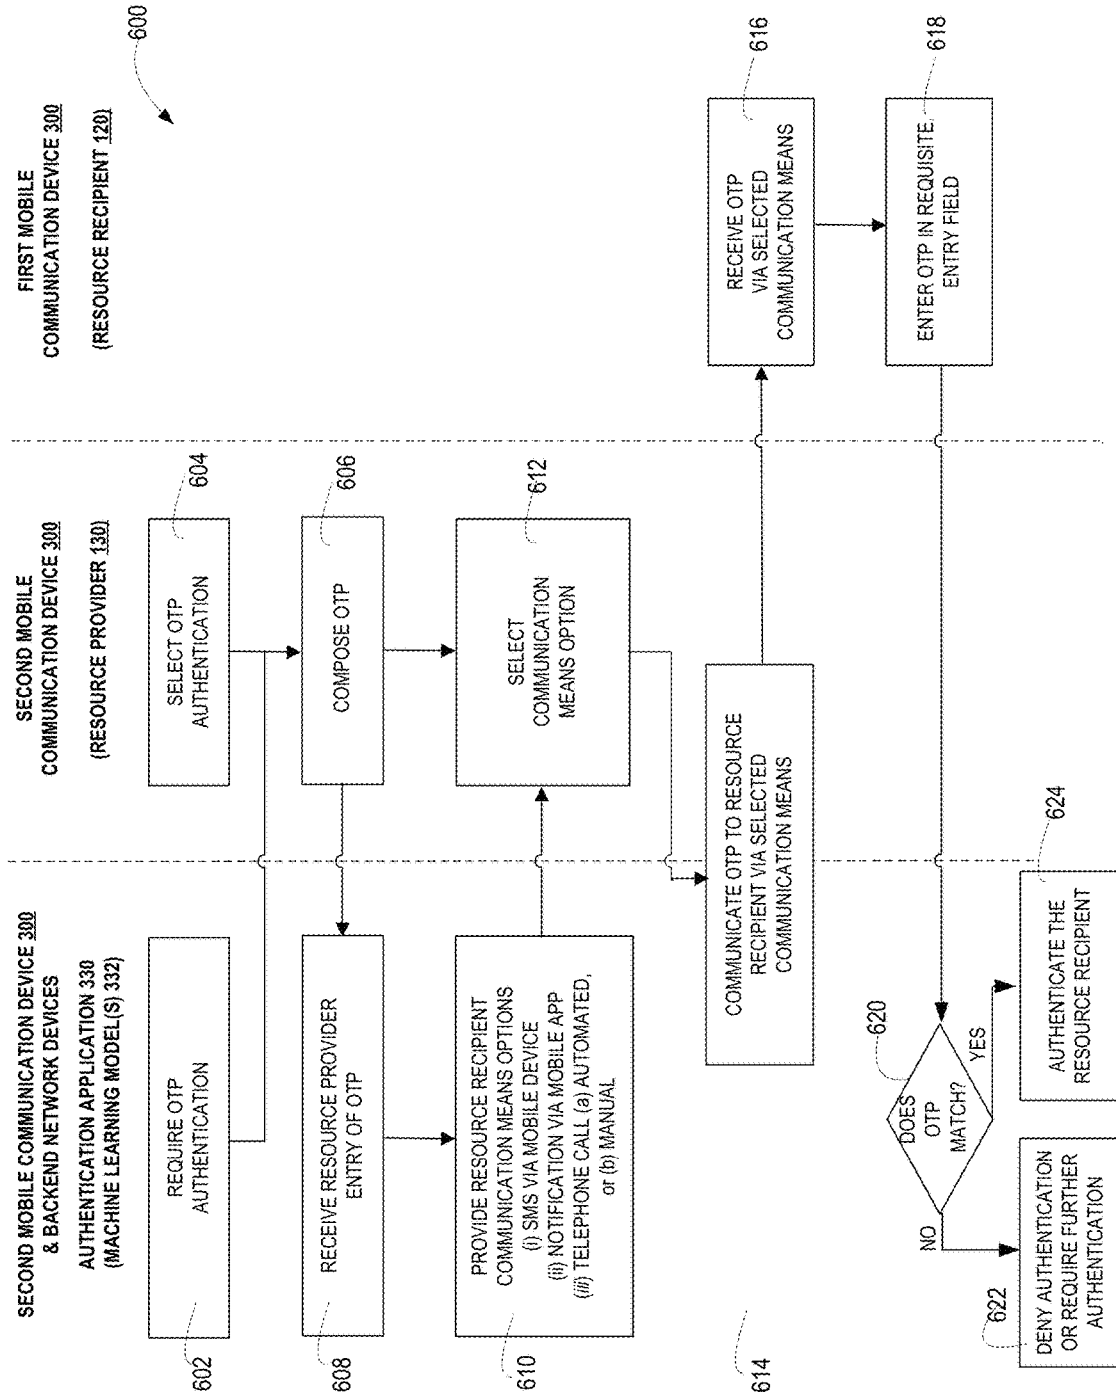 600
SECOND MOBILE COMMUNICATION DEVICE 300
& BACKEND NETWORK DEVICES
AUTHENTICATION APPLICATION 330
(MACHINE LEARNING MODEL(S) 332)
SECOND MOBILE
COMMUNICATION DEVICE 300
(RESOURCE PROVIDER 130)
FIRST MOBILE
COMMUNICATION DEVICE 300
(RESOURCE RECIPIENT 120)
602
REQUIRE OTP
AUTHENTICATION
604
SELECT OTP
AUTHENTICATION
606
COMPOSE OTP
608
RECEIVE RESOURCE PROVIDER
ENTRY OF OTP
610
PROVIDE RESOURCE RECIPIENT
COMMUNICATION MEANS OPTIONS
(i) SMS VIA MOBILE DEVICE
(ii) NOTIFICATION VIA MOBILE APP
(iii) TELEPHONE CALL (a) AUTOMATED,
or (b) MANUAL
612
SELECT
COMMUNICATION
MEANS OPTION
614
COMMUNICATE OTP TO RESOURCE
RECIPIENT VIA SELECTED
COMMUNICATION MEANS
616
RECEIVE OTP
VIA SELECTED
COMMUNICATION MEANS
618
ENTER OTP IN REQUISITE
ENTRY FIELD
620
DOES
OTP
MATCH?
NO
YES
622
DENY AUTHENTICATION
OR REQUIRE FURTHER
AUTHENTICATION
624
AUTHENTICATE THE
RESOURCE RECIPIENT